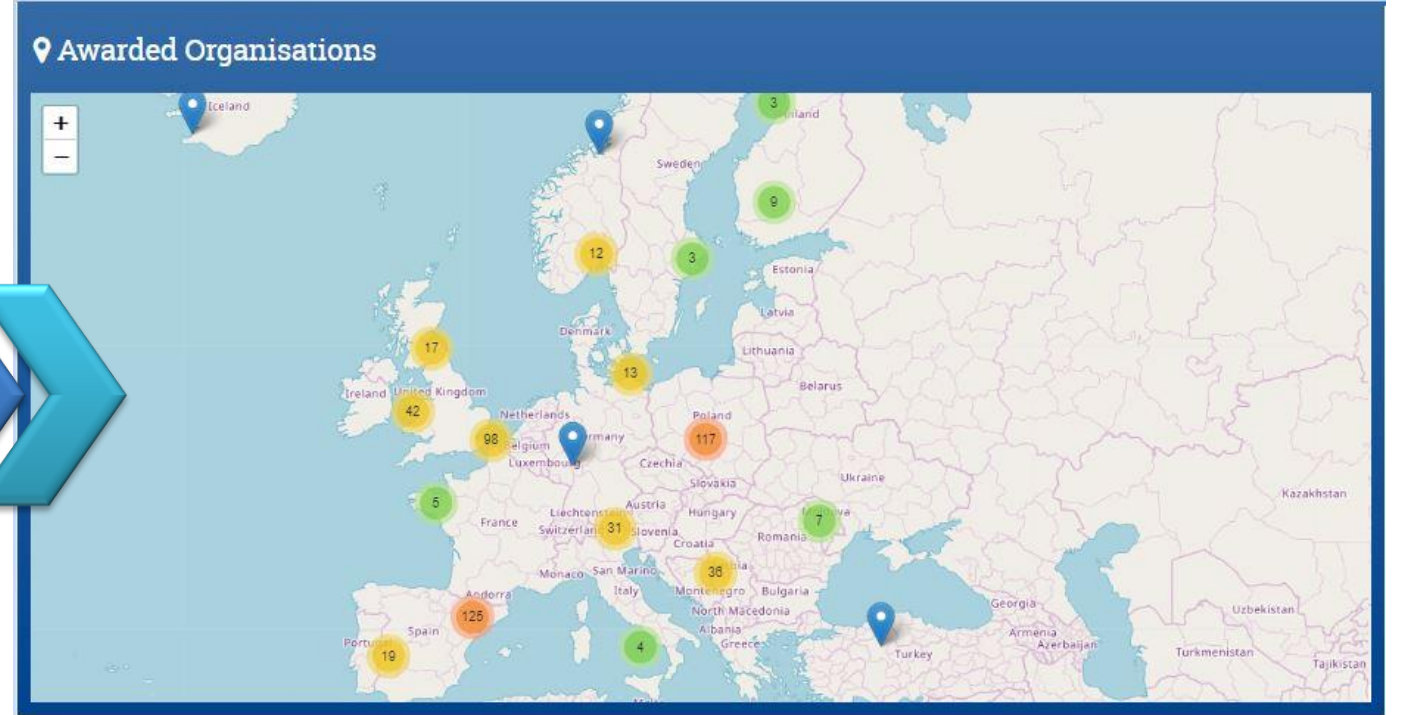 Awarded Organisations
+
−
Iceland
3
Sweden
9
12
3
Estonia
Latvia
Denmark
17
Lithuania
13
Belarus
Ireland
United Kingdom
42
Netherlands
Poland
98
117
Luxembourg
Czechia
Ukraine
Slovakia
Kazakhstan
5
Austria
Hungary
France
Switzerland
31
Slovenia
7
Romania
Croatia
36
Monaco
San Marino
Italy
Montenegro
Bulgaria
Andorra
North Macedonia
Georgia
Uzbekistan
125
Spain
Albania
Armenia
Azerbaijan
Greece
19
4
Turkey
Turkmenistan
Tajikistan